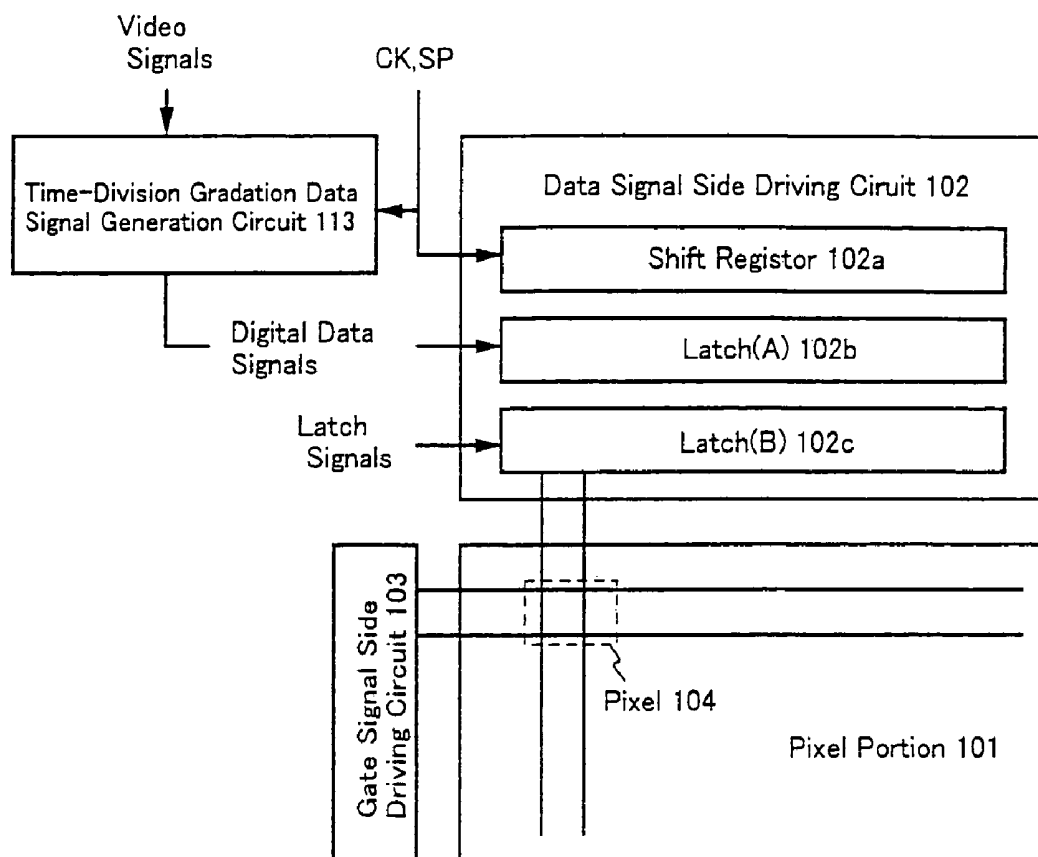 Video
Signals
CK,SP
Time-Division Gradation Data
Signal Generation Circuit 113
Data Signal Side Driving Ciruit 102
Shift Registor 102a
Digital Data
Signals
Latch(A) 102b
Latch
Signals
Latch(B) 102c
Gate Signal Side
Driving Circuit 103
Pixel 104
Pixel Portion 101